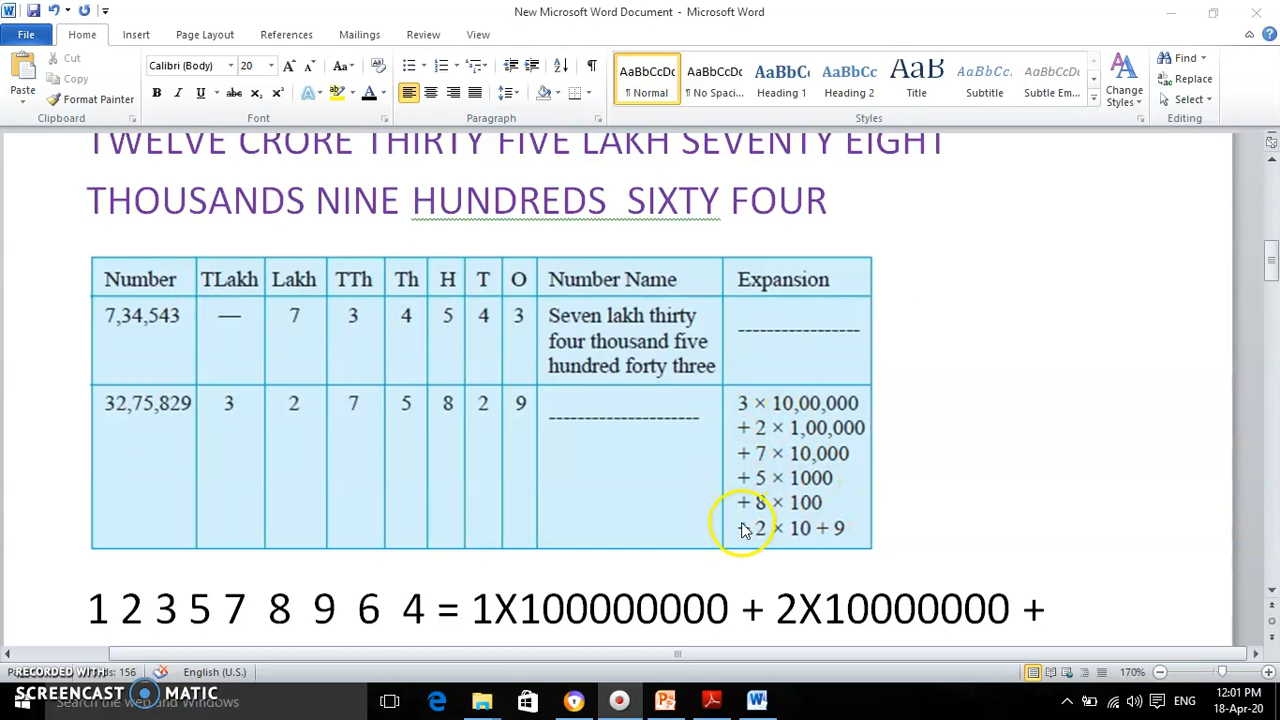 New Microsoft Word Document - Microsoft Word
File Home Insert Page Layout References Mailings Review View
Cut
Copy
Format Painter
Paste
Calibri (Body) 20
AaBbCcDc AaBbCcDc AaBbC AaBbCc AaB AaBbCcL AaBbCcDc
¶ Normal ¶ No Spaci... Heading 1 Heading 2 Title Subtitle Subtle Em...
Change
Styles
Find
Replace
Select
Clipboard Font Paragraph Styles Editing
TWELVE CRORE THIRTY FIVE LAKH SEVENTY EIGHT
THOUSANDS NINE HUNDREDS SIXTY FOUR
Number TLakh Lakh TTh Th H T O Number Name Expansion
7,34,543 — 7 3 4 5 4 3 Seven lakh thirty
four thousand five
hundred forty three
-----------------
32,75,829 3 2 7 5 8 2 9 ---------------------
3 × 10,00,000
+ 2 × 1,00,000
+ 7 × 10,000
+ 5 × 1000
+ 8 × 100
+ 2 × 10 + 9
1 2 3 5 7 8 9 6 4 = 1X100000000 + 2X10000000 +
156 English (U.S.) 170%
RECORDED WITH
SCREENCAST MATIC
Search the web and Windows
ENG
12:01 PM
18-Apr-20